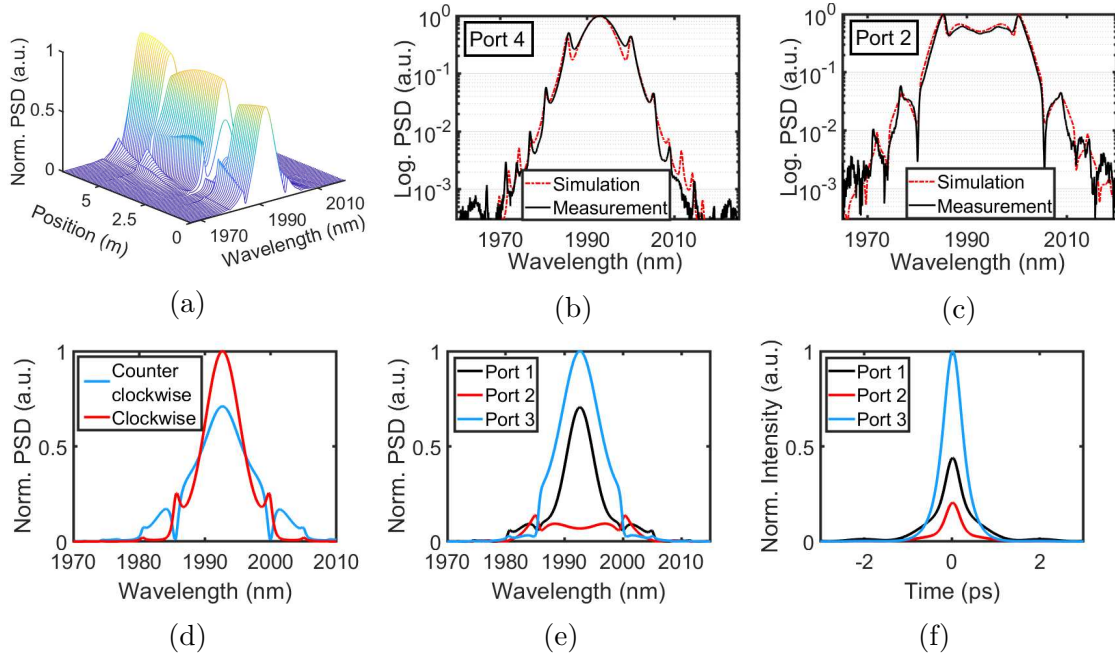 Norm. PSD (a.u.)
1
0.5
0
5
2.5
0
Position (m)
1970
1990
2010
Wavelength (nm)
(a)
Port 4
Log. PSD (a.u.)
10^0
10^-1
10^-2
10^-3
Simulation
Measurement
1970 1990 2010
Wavelength (nm)
(b)
Port 2
Log. PSD (a.u.)
10^0
10^-1
10^-2
10^-3
Simulation
Measurement
1970 1990 2010
Wavelength (nm)
(c)
Norm. PSD (a.u.)
1
0.5
0
Counter
clockwise
Clockwise
1970 1980 1990 2000 2010
Wavelength (nm)
(d)
Norm. PSD (a.u.)
1
0.5
0
Port 1
Port 2
Port 3
1970 1980 1990 2000 2010
Wavelength (nm)
(e)
Norm. Intensity (a.u.)
1
0.5
0
Port 1
Port 2
Port 3
-2 0 2
Time (ps)
(f)